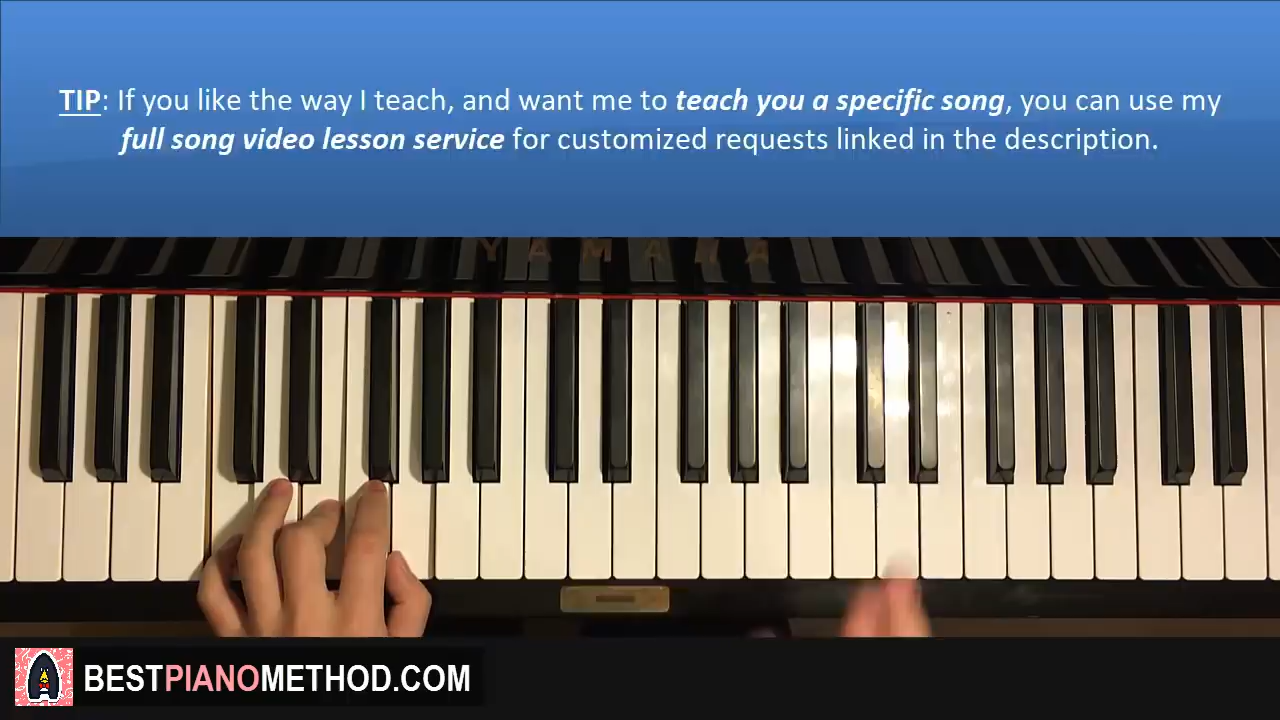 TIP: If you like the way I teach, and want me to teach you a specific song, you can use my
full song video lesson service for customized requests linked in the description.
YAMAHA
BESTPIANOMETHOD.COM